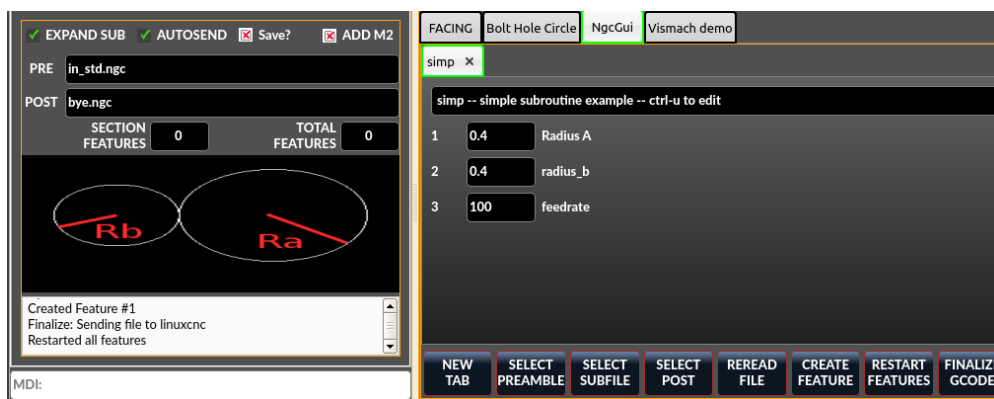 EXPAND SUB AUTOSEND Save? ADD M2
PRE in_std.ngc
POST bye.ngc
SECTION FEATURES 0 TOTAL FEATURES 0
Rb Ra
Created Feature #1
Finalize: Sending file to linuxcnc
Restarted all features
MDI:
FACING Bolt Hole Circle NgcGui Vismach demo
simp ×
simp -- simple subroutine example -- ctrl-u to edit
1 0.4 Radius A
2 0.4 radius_b
3 100 feedrate
NEW TAB SELECT PREAMBLE SELECT SUBFILE SELECT POST REREAD FILE CREATE FEATURE RESTART FEATURES FINALIZE GCODE